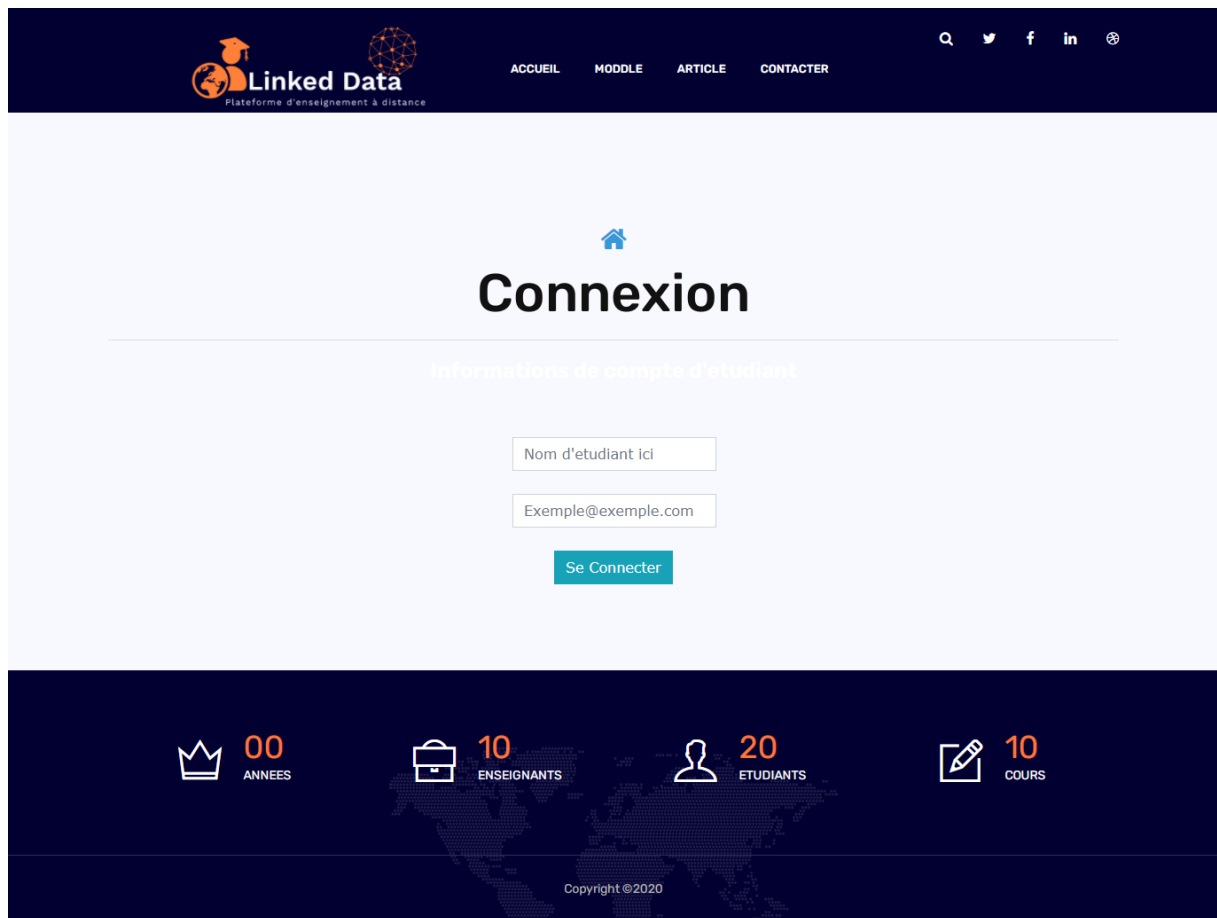 Linked Data
Plateforme d'enseignement à distance
ACCUEIL MODDLE ARTICLE CONTACTER
Connexion
Informations de compte d'etudiant
Nom d'etudiant ici
Exemple@exemple.com
Se Connecter
00
ANNEES
10
ENSEIGNANTS
20
ETUDIANTS
10
COURS
Copyright ©2020